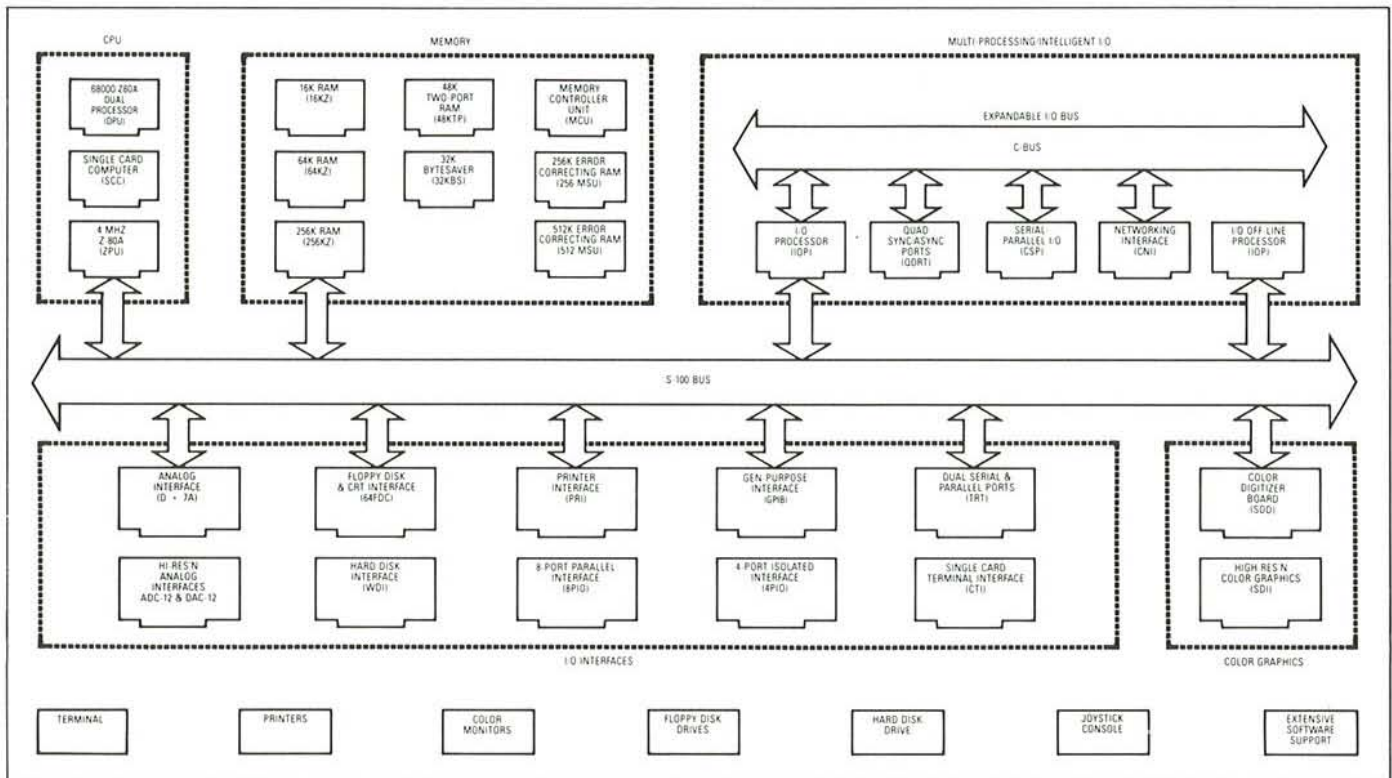 CPU
MEMORY
MULTI-PROCESSING/INTELLIGENT I/O
68000 Z80A
DUAL
PROCESSOR
(DPU)
SINGLE CARD
COMPUTER
(SCC)
4 MHZ
Z 80A
(ZPU)
16K RAM
(16KZ)
48K
TWO-PORT
RAM
(48KTP)
MEMORY
CONTROLLER
UNIT
(MCU)
64K RAM
(64KZ)
32K
BYTESAVER
(32KBS)
256K ERROR
CORRECTING RAM
(256 MSU)
256K RAM
(256KZ)
512K ERROR
CORRECTING RAM
(512 MSU)
EXPANDABLE I/O BUS
C-BUS
I/O
PROCESSOR
(IOP)
QUAD
SYNC/ASYNC
PORTS
(QDRT)
SERIAL
PARALLEL I/O
(CSP)
NETWORKING
INTERFACE
(CNI)
I/O OFF-LINE
PROCESSOR
(IOP)
S-100 BUS
ANALOG
INTERFACE
(D + 7A)
FLOPPY DISK
& CRT INTERFACE
(64FDC)
PRINTER
INTERFACE
(PRI)
GEN PURPOSE
INTERFACE
(GPIB)
DUAL SERIAL &
PARALLEL PORTS
(TRT)
COLOR
DIGITIZER
BOARD
(SDD)
HI-RES'N
ANALOG
INTERFACES
ADC-12 & DAC-12
HARD DISK
INTERFACE
(WDI)
8-PORT PARALLEL
INTERFACE
(8PIO)
4-PORT ISOLATED
INTERFACE
(4PIO)
SINGLE CARD
TERMINAL INTERFACE
(CTI)
HIGH RES'N
COLOR GRAPHICS
(SDI)
I/O INTERFACES
COLOR GRAPHICS
TERMINAL
PRINTERS
COLOR
MONITORS
FLOPPY DISK
DRIVES
HARD DISK
DRIVE
JOYSTICK
CONSOLE
EXTENSIVE
SOFTWARE
SUPPORT